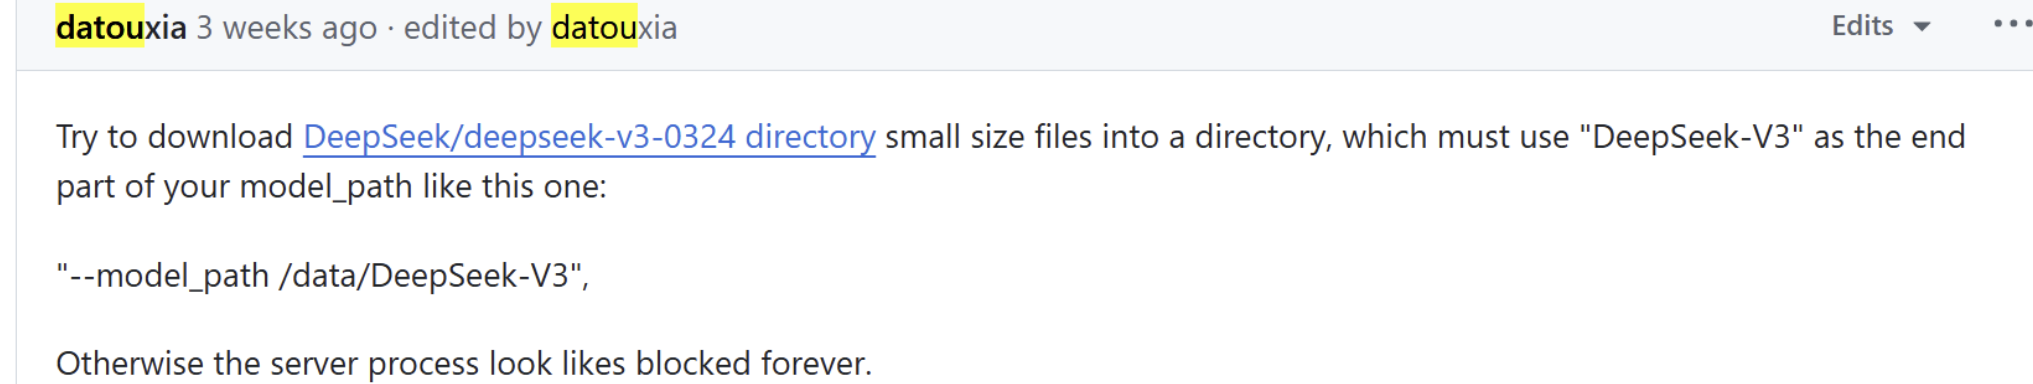 datouxia 3 weeks ago · edited by datouxia Edits
Try to download DeepSeek/deepseek-v3-0324 directory small size files into a directory, which must use "DeepSeek-V3" as the end
part of your model_path like this one:
"--model_path /data/DeepSeek-V3",
Otherwise the server process look likes blocked forever.